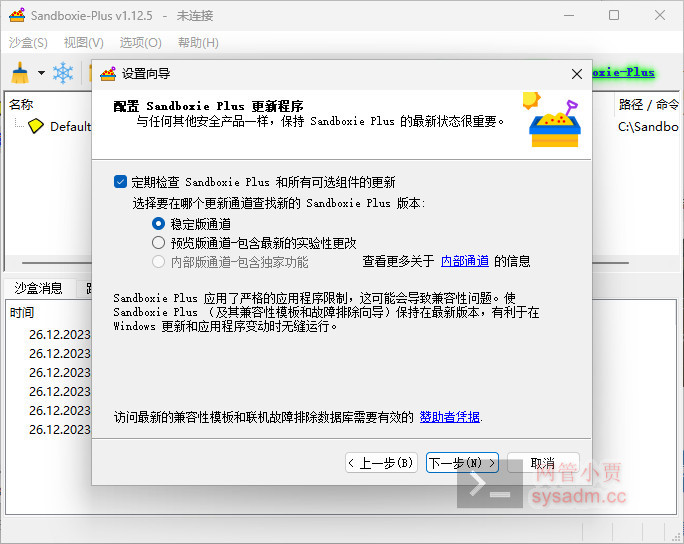 Sandboxie-Plus v1.12.5 - 未连接
沙盒(S) 视图(V) 选项(O) 帮助(H)
oxie-Plus
名称
路径 / 命令
Default
C:\Sandbo
设置向导
配置 Sandboxie Plus 更新程序
与任何其他安全产品一样，保持 Sandboxie Plus 的最新状态很重要。
定期检查 Sandboxie Plus 和所有可选组件的更新
选择要在哪个更新通道查找新的 Sandboxie Plus 版本:
稳定版通道
预览版通道-包含最新的实验性更改
内部版通道-包含独家功能
查看更多关于 内部通道 的信息
Sandboxie Plus 应用了严格的应用程序限制，这可能会导致兼容性问题。使
Sandboxie Plus （及其兼容性模板和故障排除向导）保持在最新版本，有利于在
Windows 更新和应用程序变动时无缝运行。
访问最新的兼容性模板和联机故障排除数据库需要有效的 赞助者凭据.
< 上一步(B)
下一步(N) >
取消
沙盒消息
时间
26.12.2023
26.12.2023
26.12.2023
26.12.2023
26.12.2023
26.12.2023
网管小贾
sysadm.cc